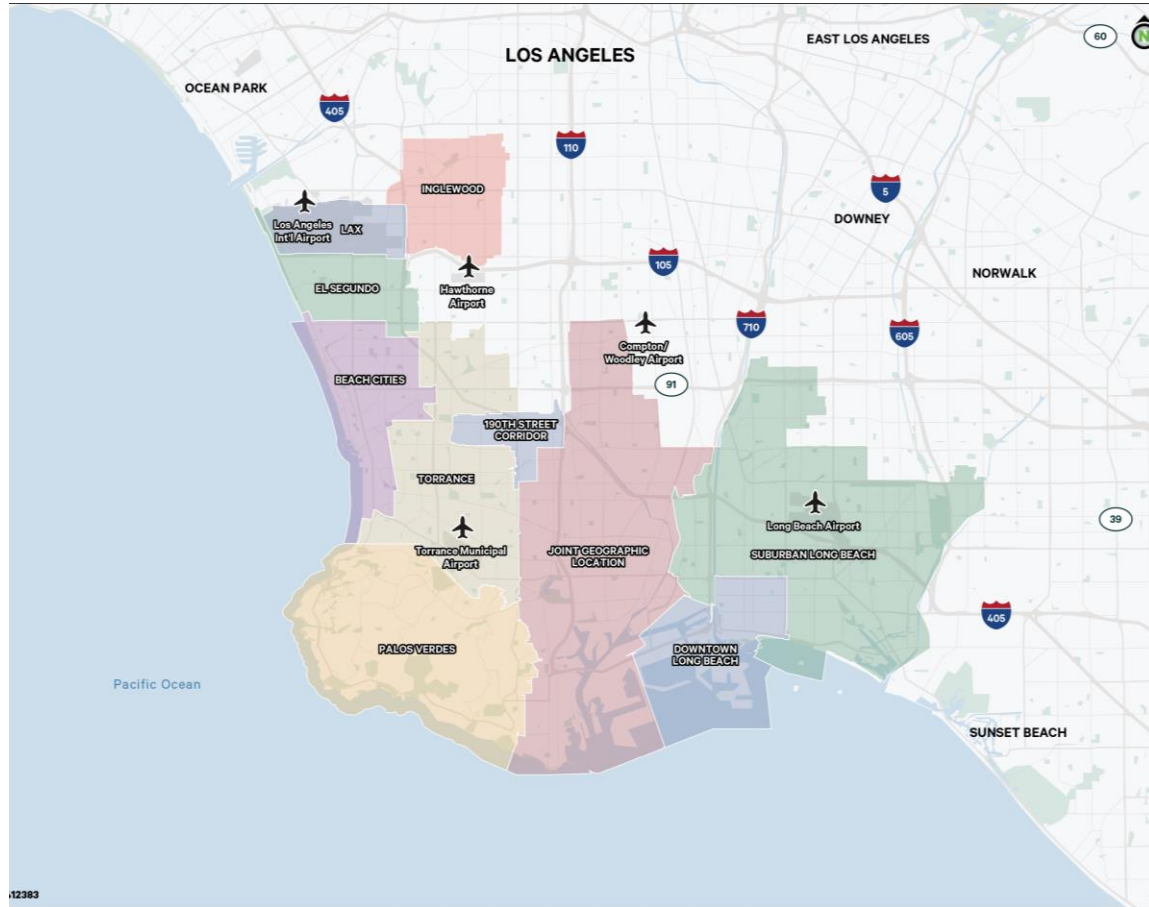 LOS ANGELES
EAST LOS ANGELES
60
N
OCEAN PARK
405
110
INGLEWOOD
5
DOWNEY
Los Angeles
Int'l Airport
LAX
105
NORWALK
EL SEGUNDO
Hawthorne
Airport
710
605
Compton/
Woodley Airport
91
BEACH CITIES
190TH STREET
CORRIDOR
TORRANCE
39
Long Beach Airport
Torrance Municipal
Airport
JOINT GEOGRAPHIC
LOCATION
SUBURBAN LONG BEACH
405
PALOS VERDES
DOWNTOWN
LONG BEACH
Pacific Ocean
SUNSET BEACH
12383